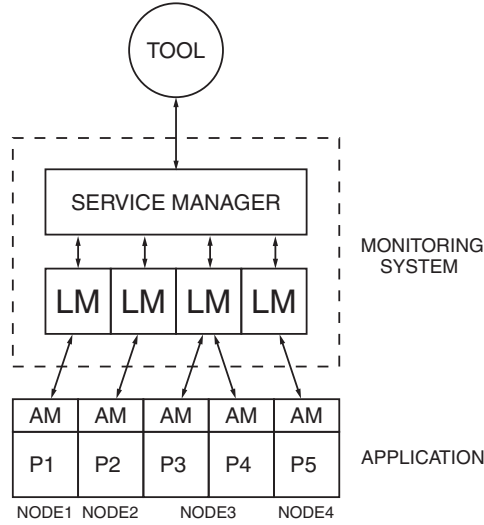 TOOL
SERVICE MANAGER
MONITORING
SYSTEM
LM LM LM LM
AM AM AM AM AM
P1 P2 P3 P4 P5
APPLICATION
NODE1 NODE2 NODE3 NODE4